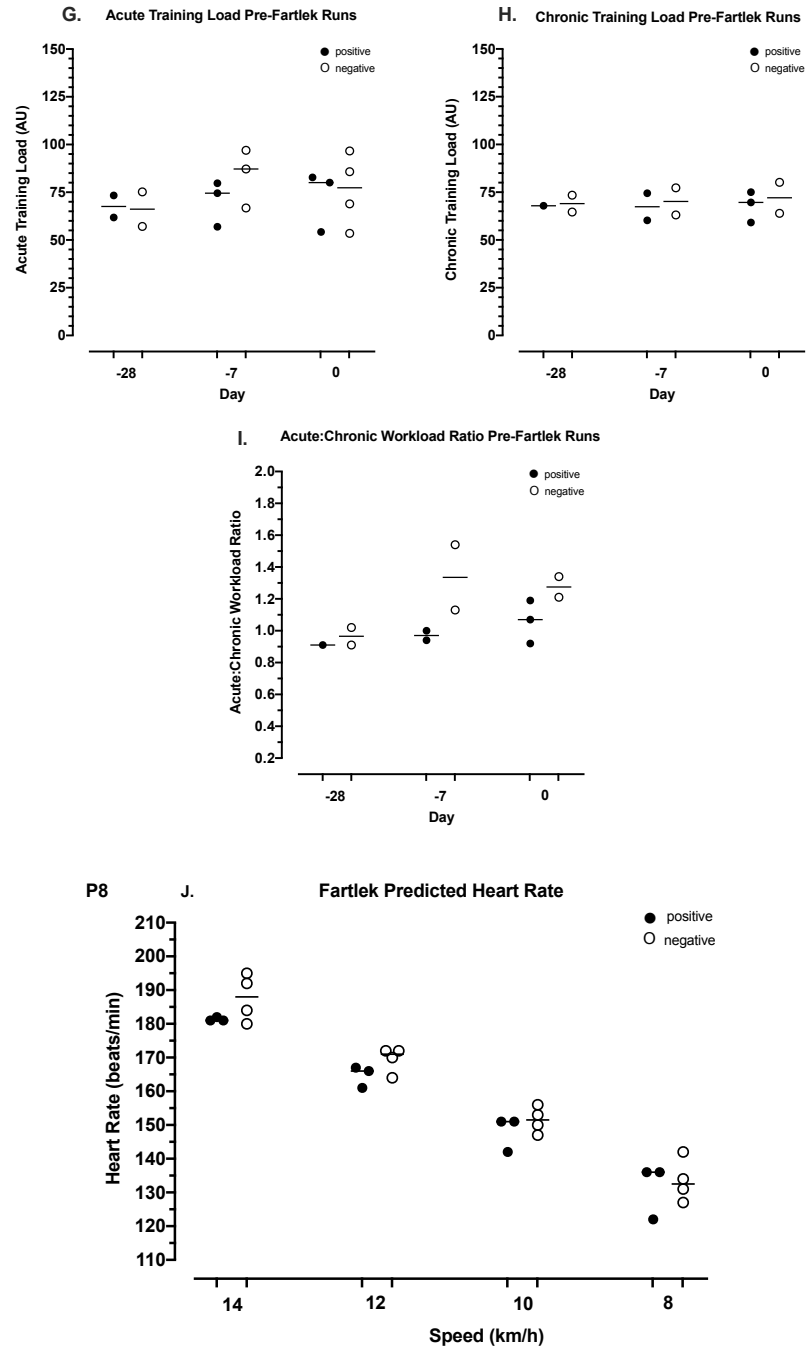 G. Acute Training Load Pre-Fartlek Runs
positive
negative
150
125
100
75
50
25
0
Acute Training Load (AU)
-28 -7 0
Day
H. Chronic Training Load Pre-Fartlek Runs
positive
negative
150
125
100
75
50
25
0
Chronic Training Load (AU)
-28 -7 0
Day
I. Acute:Chronic Workload Ratio Pre-Fartlek Runs
positive
negative
2.0
1.8
1.6
1.4
1.2
1.0
0.8
0.6
0.4
0.2
Acute:Chronic Workload Ratio
-28 -7 0
Day
P8 J. Fartlek Predicted Heart Rate
positive
negative
210
200
190
180
170
160
150
140
130
120
110
Heart Rate (beats/min)
14 12 10 8
Speed (km/h)